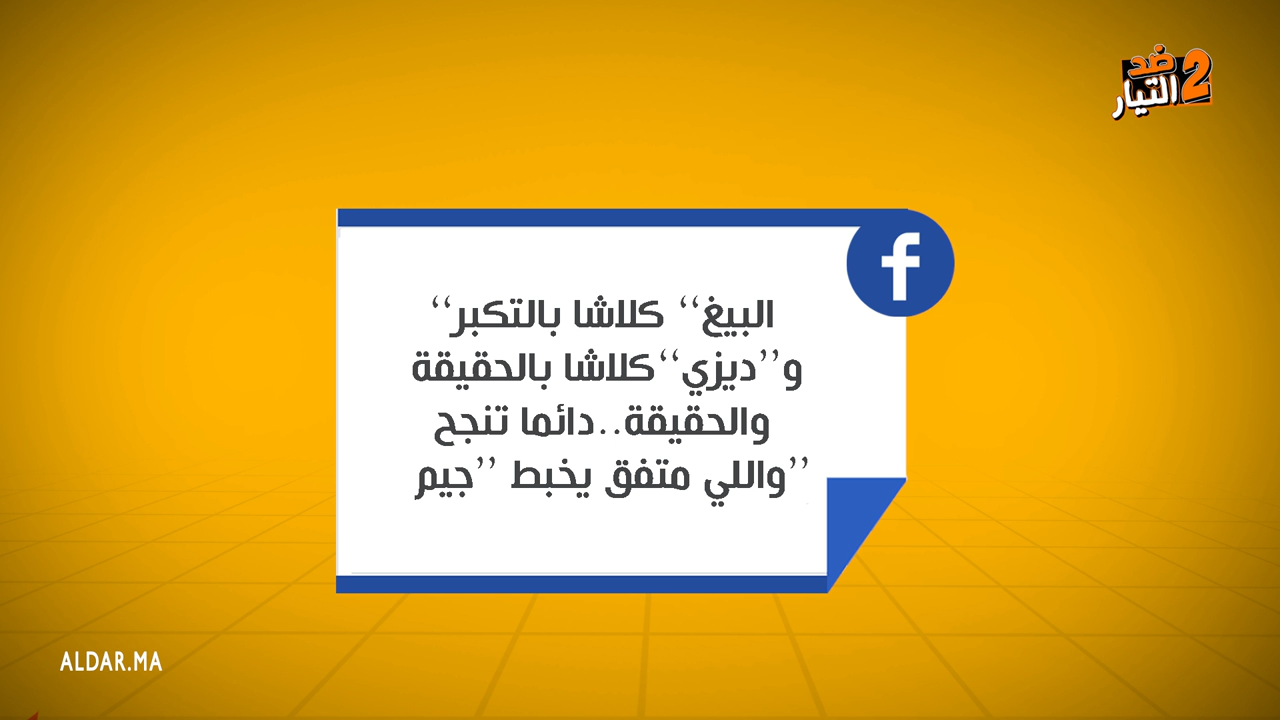 ضد
التيار 2
f
البيغ‘‘ كلاشا بالتكبر‘‘
و’’ديزي‘‘كلاشا بالحقيقة
والحقيقة..دائما تنجح
’’واللي متفق يخبط ’’جيم
ALDAR.MA